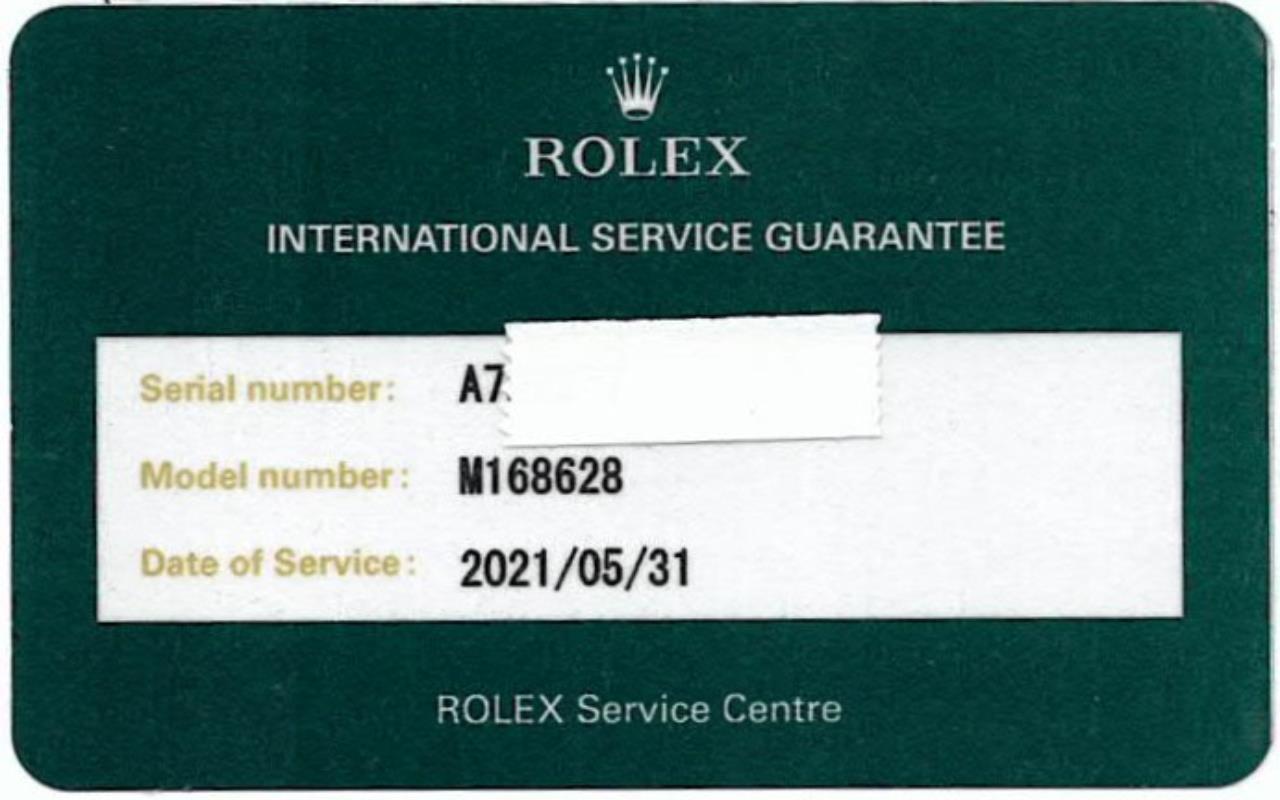 ROLEX
INTERNATIONAL SERVICE GUARANTEE
Serial number: A7
Model number: M168628
Date of Service: 2021/05/31
ROLEX Service Centre